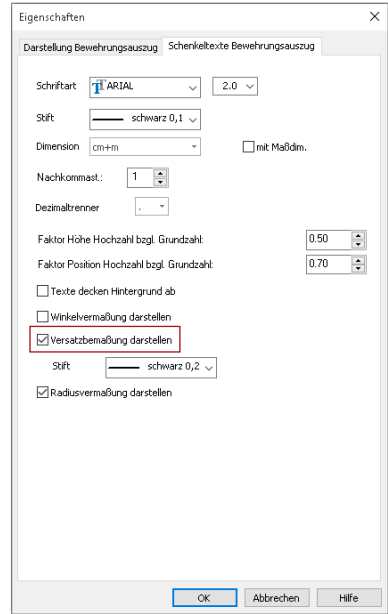 Eigenschaften
Darstellung Bewehrungsauszug Schenkeltexte Bewehrungsauszug
Schriftart ARIAL 2.0
Stift schwarz 0,1
Dimension cm+m mit Maßdim.
Nachkommast.: 1
Dezimaltrenner .
Faktor Höhe Hochzahl bzgl. Grundzahl: 0.50
Faktor Position Hochzahl bzgl. Grundzahl: 0.70
Texte decken Hintergrund ab
Winkelvermaßung darstellen
Versatzbemaßung darstellen
Stift schwarz 0,2
Radiusvermaßung darstellen
OK Abbrechen Hilfe